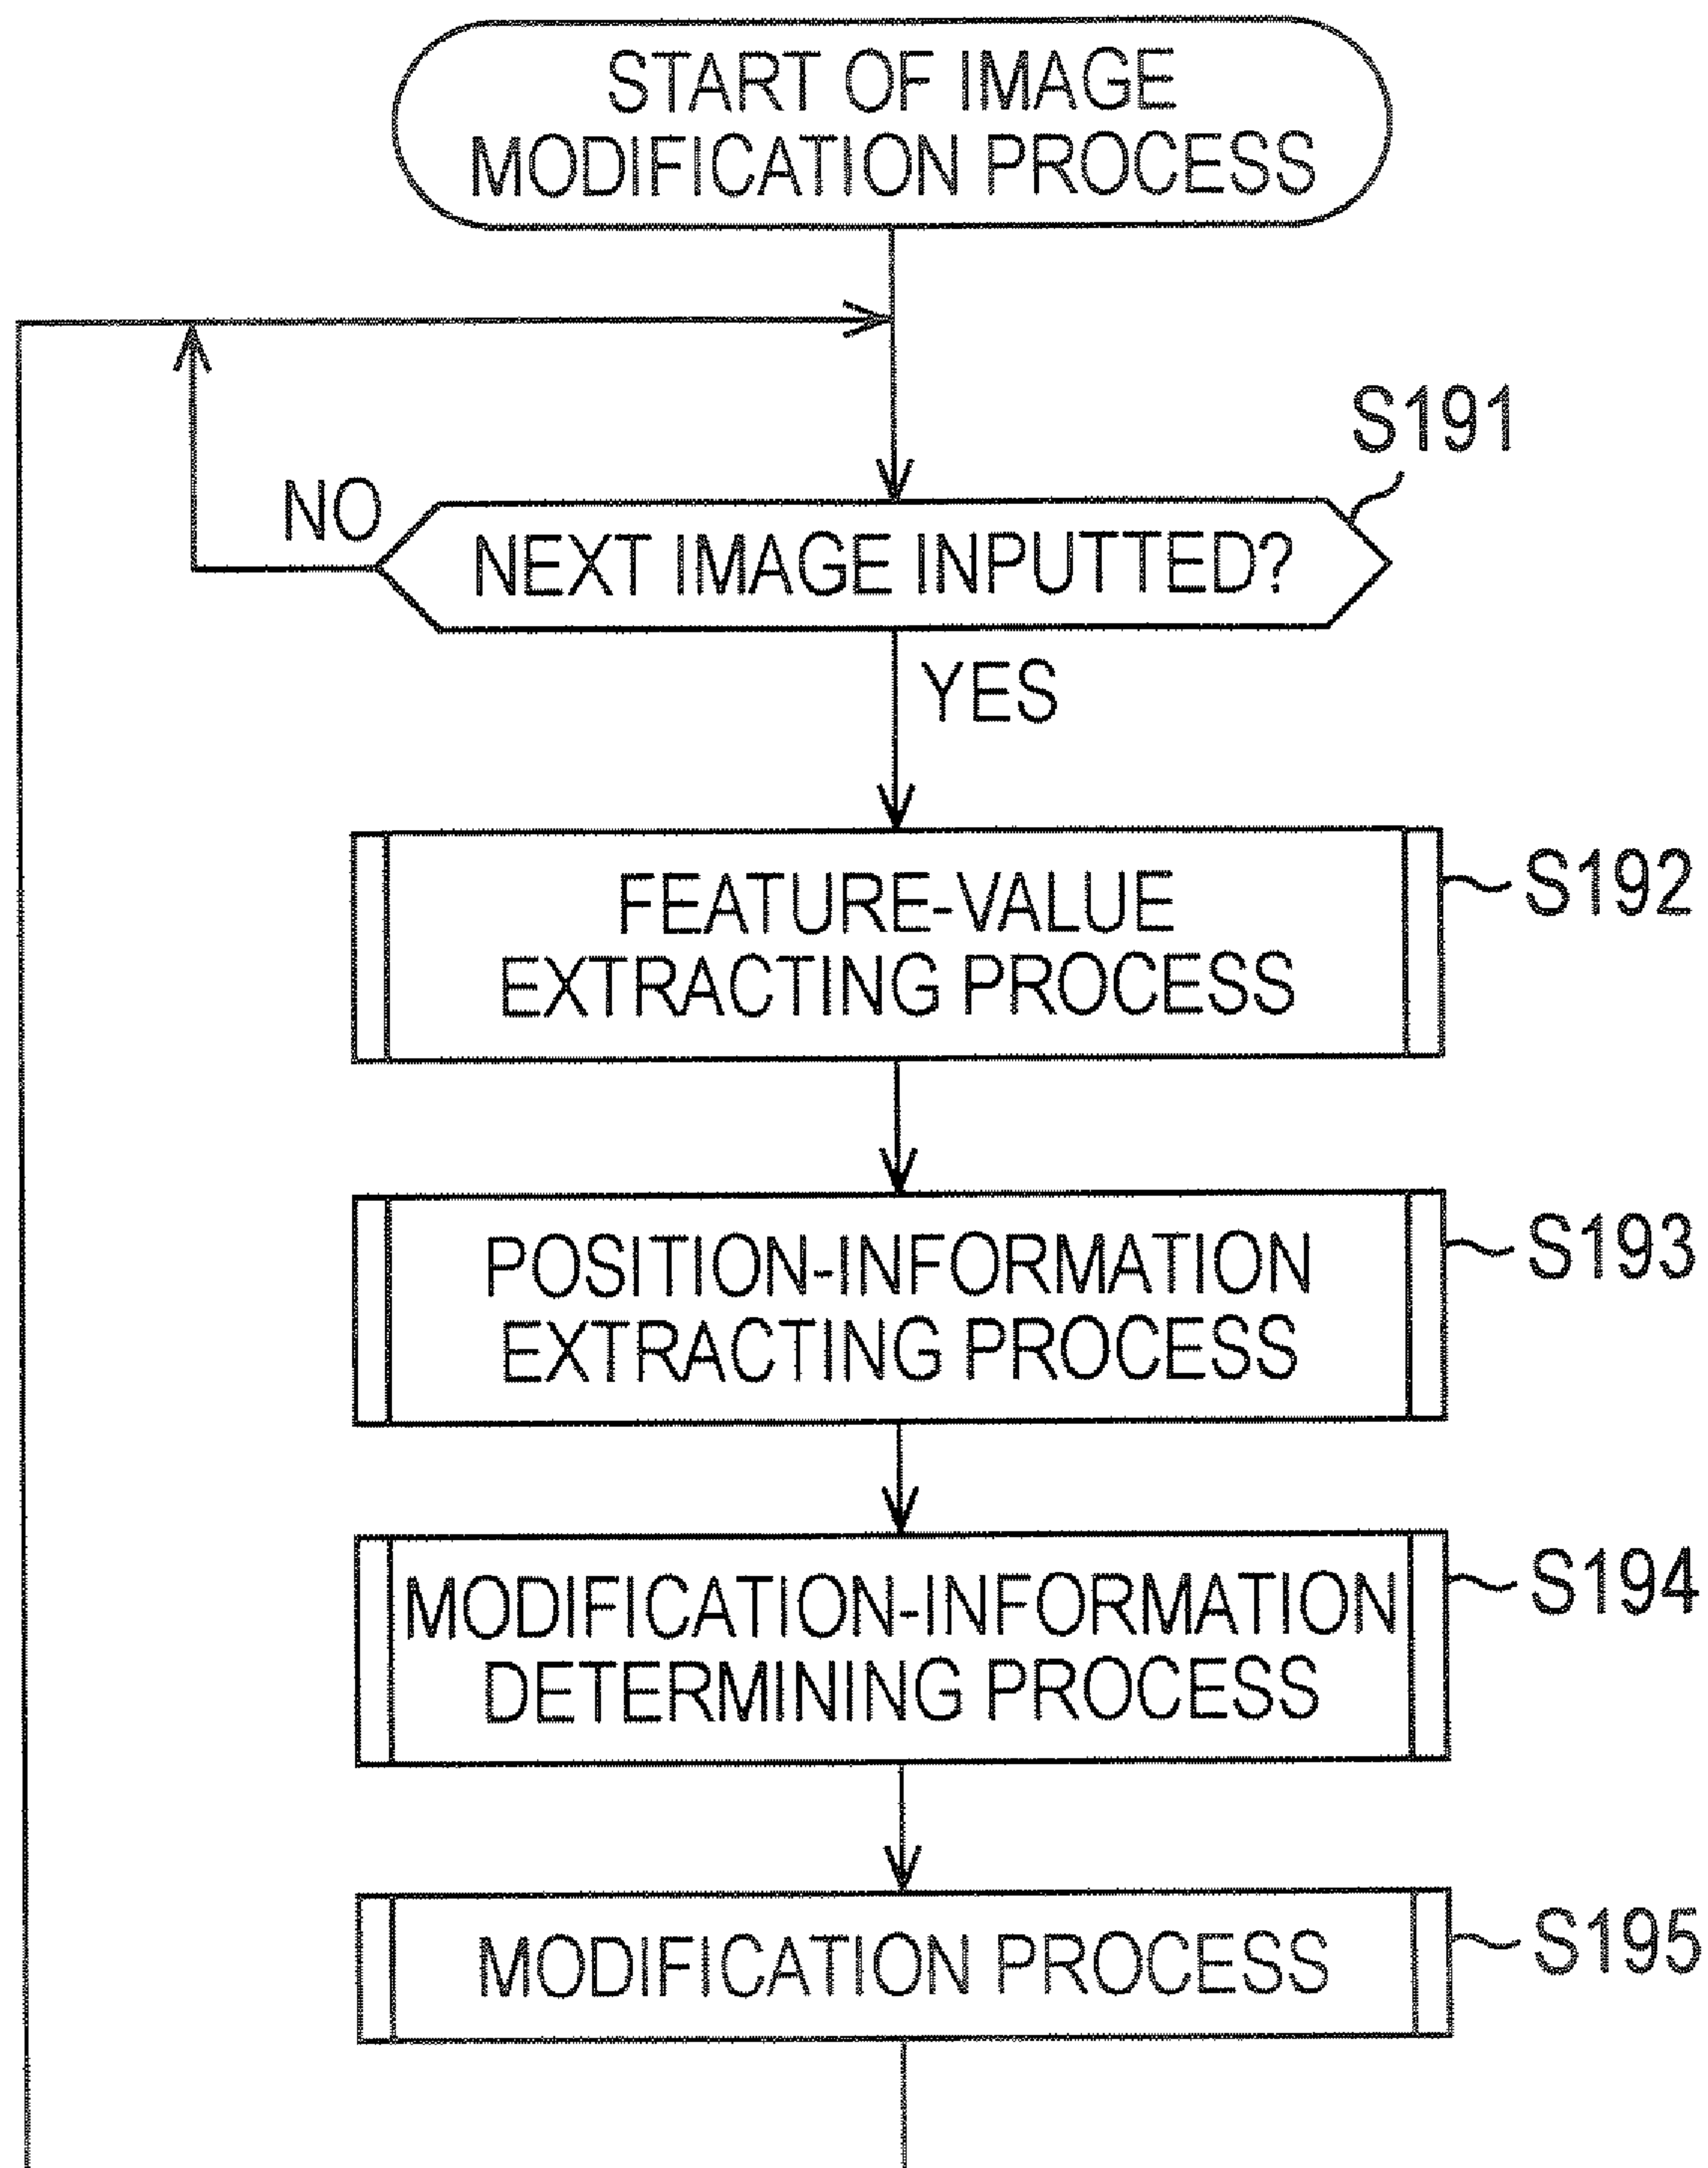 START OF IMAGE
MODIFICATION PROCESS
S191
NO
NEXT IMAGE INPUTTED?
YES
FEATURE-VALUE
EXTRACTING PROCESS
S192
POSITION-INFORMATION
EXTRACTING PROCESS
S193
MODIFICATION-INFORMATION
DETERMINING PROCESS
S194
MODIFICATION PROCESS
S195